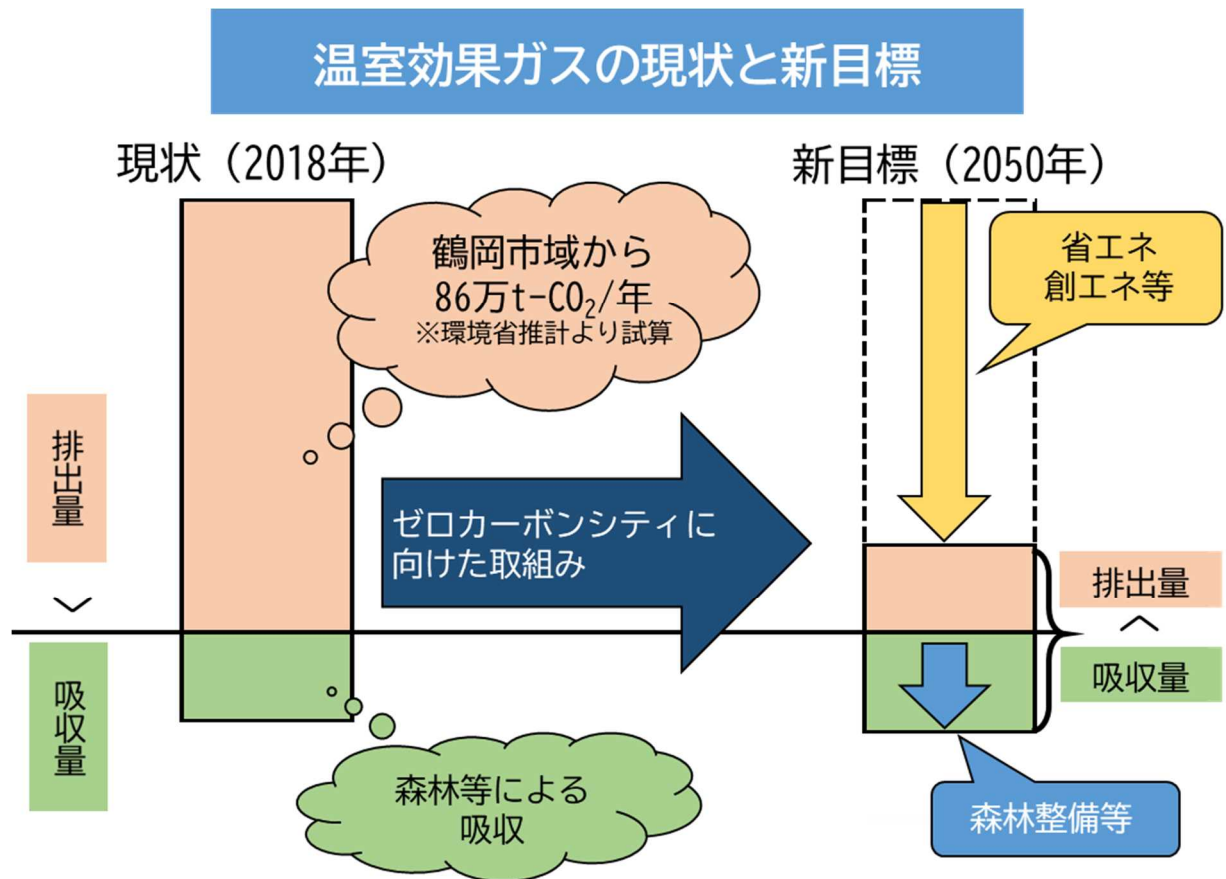 温室効果ガスの現状と新目標
現状（2018年）
新目標（2050年）
鶴岡市域から
86万t-CO₂/年
※環境省推計より試算
省エネ
創エネ等
排出量
ゼロカーボンシティに
向けた取組み
排出量
＞
＜
吸収量
吸収量
森林等による
吸収
森林整備等